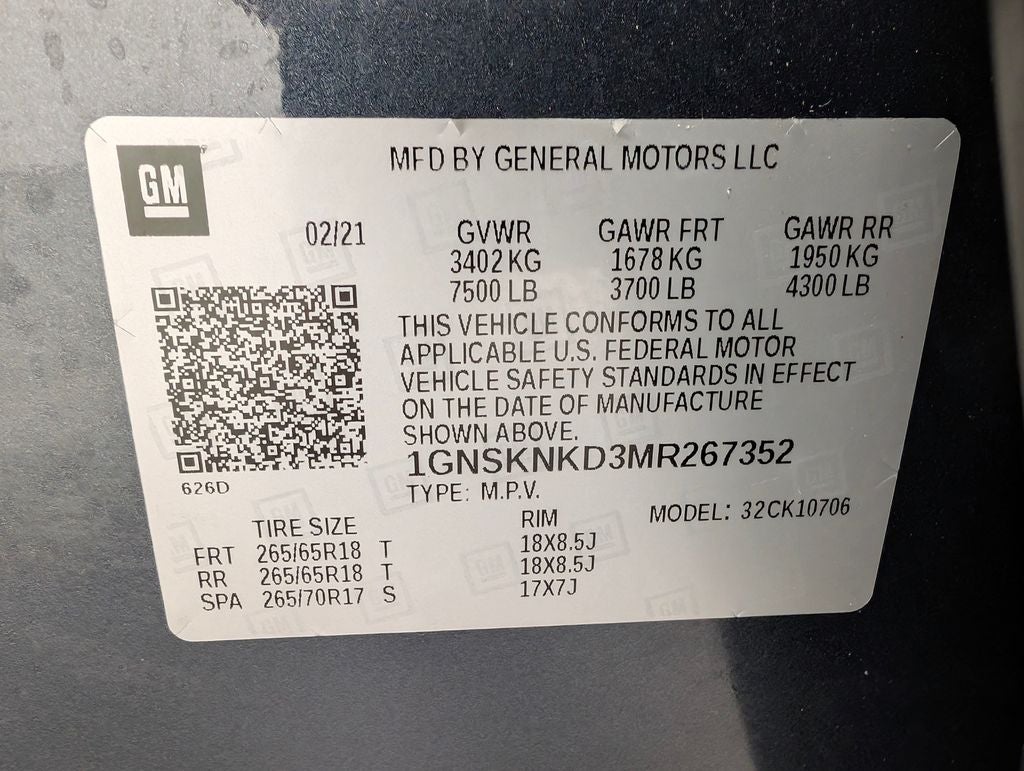 GM
MFD BY GENERAL MOTORS LLC
02/21
GVWR GAWR FRT GAWR RR
3402 KG 1678 KG 1950 KG
7500 LB 3700 LB 4300 LB
THIS VEHICLE CONFORMS TO ALL
APPLICABLE U.S. FEDERAL MOTOR
VEHICLE SAFETY STANDARDS IN EFFECT
ON THE DATE OF MANUFACTURE
SHOWN ABOVE.
1GNSKNKD3MR267352
626D
TYPE: M.P.V.
TIRE SIZE RIM MODEL: 32CK10706
FRT 265/65R18 T 18X8.5J
RR 265/65R18 T 18X8.5J
SPA 265/70R17 S 17X7J